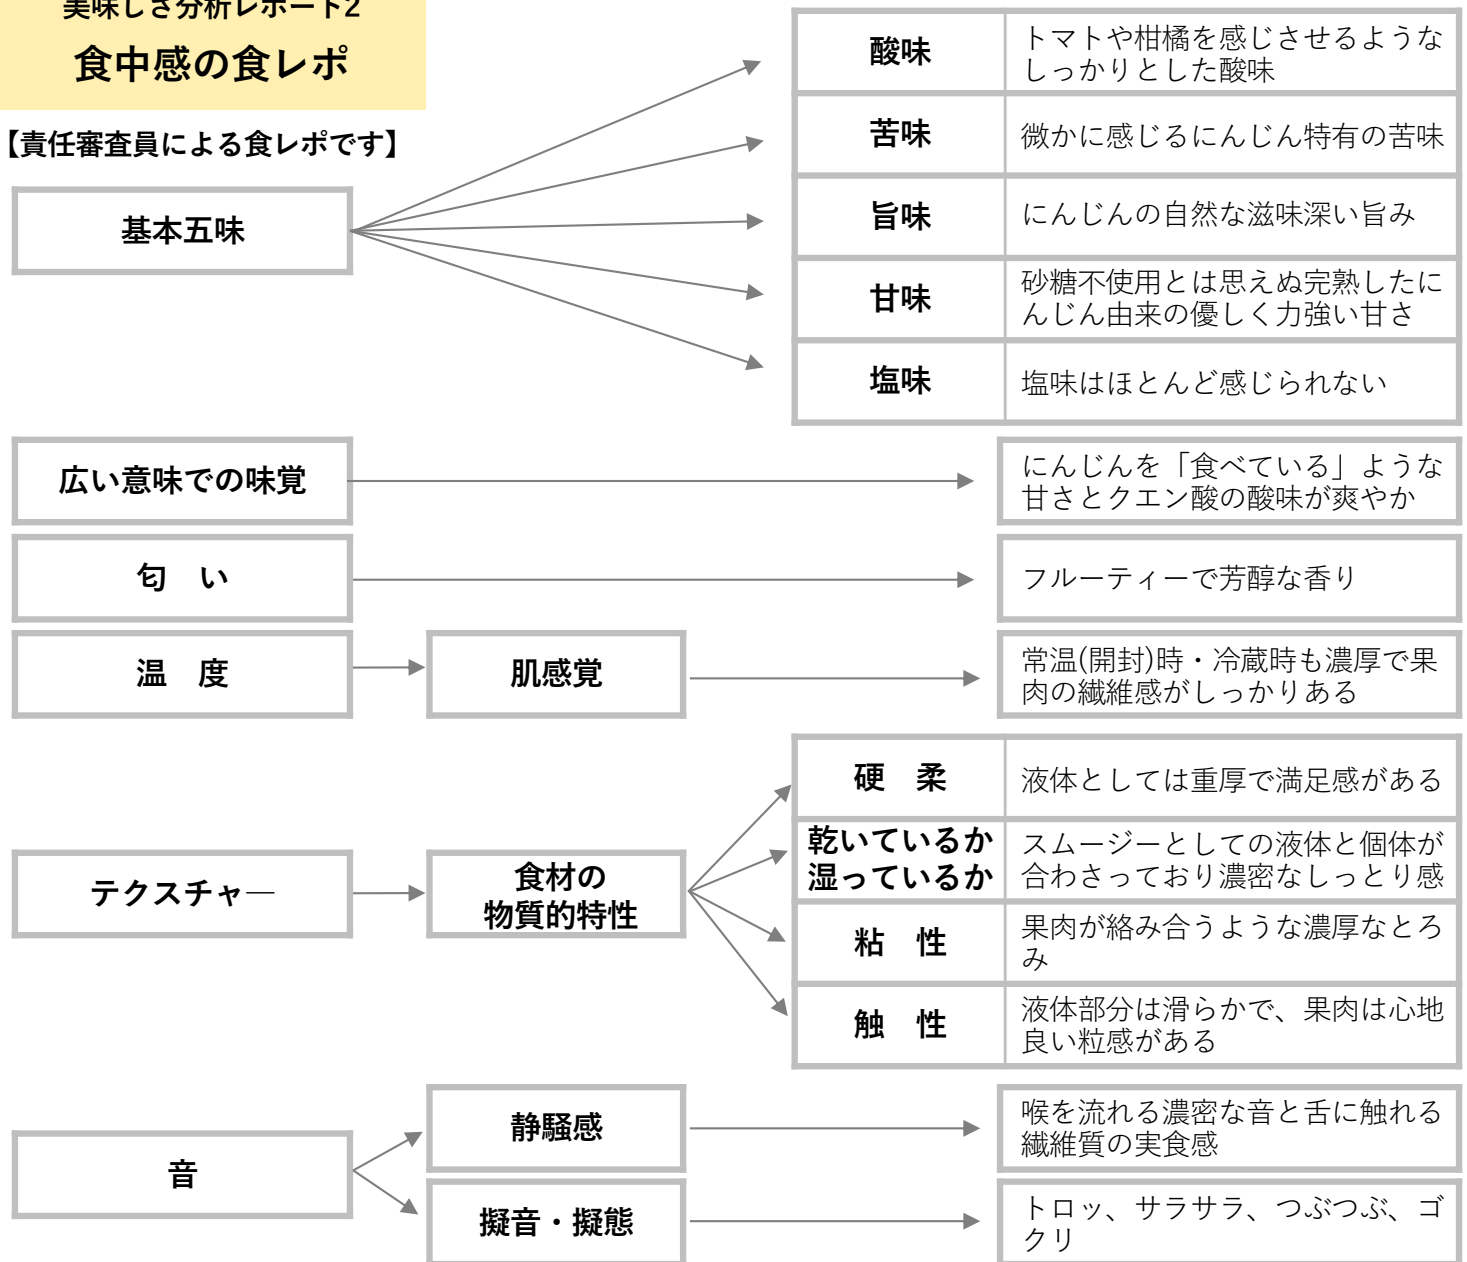 美味しさ分析レポート2
食中感の食レポ
【責任審査員による食レポです】
基本五味
酸味
トマトや柑橘を感じさせるような
しっかりとした酸味
苦味
微かに感じるにんじん特有の苦味
旨味
にんじんの自然な滋味深い旨み
甘味
砂糖不使用とは思えぬ完熟したに
んじん由来の優しく力強い甘さ
塩味
塩味はほとんど感じられない
広い意味での味覚
にんじんを「食べている」ような
甘さとクエン酸の酸味が爽やか
匂　い
フルーティーで芳醇な香り
温　度
肌感覚
常温(開封)時・冷蔵時も濃厚で果
肉の繊維感がしっかりある
テクスチャ―
食材の
物質的特性
硬　柔
液体としては重厚で満足感がある
乾いているか
湿っているか
スムージーとしての液体と個体が
合わさっており濃密なしっとり感
粘　性
果肉が絡み合うような濃厚なとろ
み
触　性
液体部分は滑らかで、果肉は心地
良い粒感がある
音
静騒感
喉を流れる濃密な音と舌に触れる
繊維質の実食感
擬音・擬態
トロッ、サラサラ、つぶつぶ、ゴ
クリ